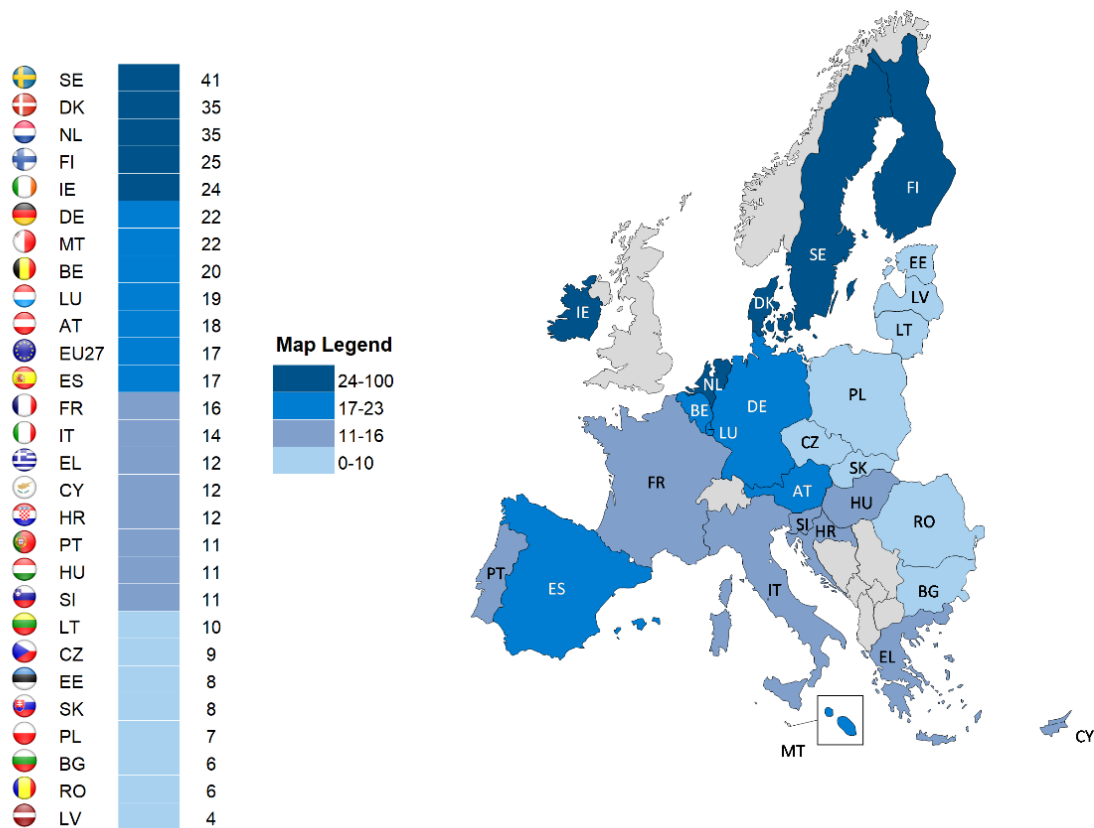 SE 41
DK 35
NL 35
FI 25
IE 24
DE 22
MT 22
BE 20
LU 19
AT 18
EU27 17
ES 17
FR 16
IT 14
EL 12
CY 12
HR 12
PT 11
HU 11
SI 11
LT 10
CZ 9
EE 8
SK 8
PL 7
BG 6
RO 6
LV 4
Map Legend
24-100
17-23
11-16
0-10
FI
SE
EE
LV
LT
DK
IE
NL
BE
DE
LU
PL
CZ
SK
FR
AT
HU
SI
HR
RO
BG
PT
ES
IT
EL
MT
CY